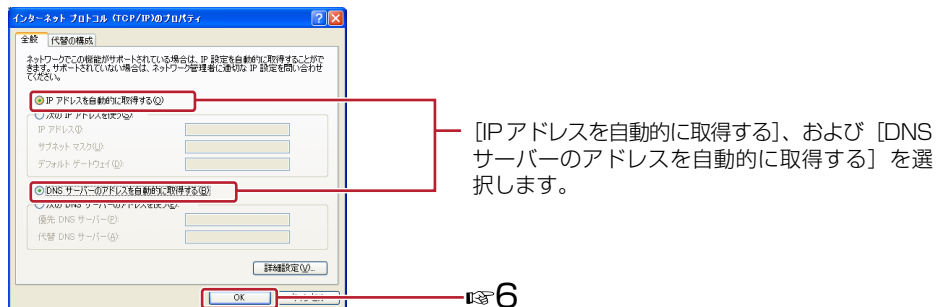 インターネット プロトコル (TCP/IP)のプロパティ
全般 代替の構成
ネットワークでこの機能がサポートされている場合は、IP 設定を自動的に取得することがで
きます。サポートされていない場合は、ネットワーク管理者に適切な IP 設定を問い合わせ
てください。
IP アドレスを自動的に取得する(O)
次の IP アドレスを使う(S):
IP アドレス(I):
サブネット マスク(U):
デフォルト ゲートウェイ(D):
DNS サーバーのアドレスを自動的に取得する(B)
次の DNS サーバーのアドレスを使う(E):
優先 DNS サーバー(P):
代替 DNS サーバー(A):
詳細設定(V)...
OK
[IPアドレスを自動的に取得する]、および [DNS
サーバーのアドレスを自動的に取得する] を選
択します。
☞6